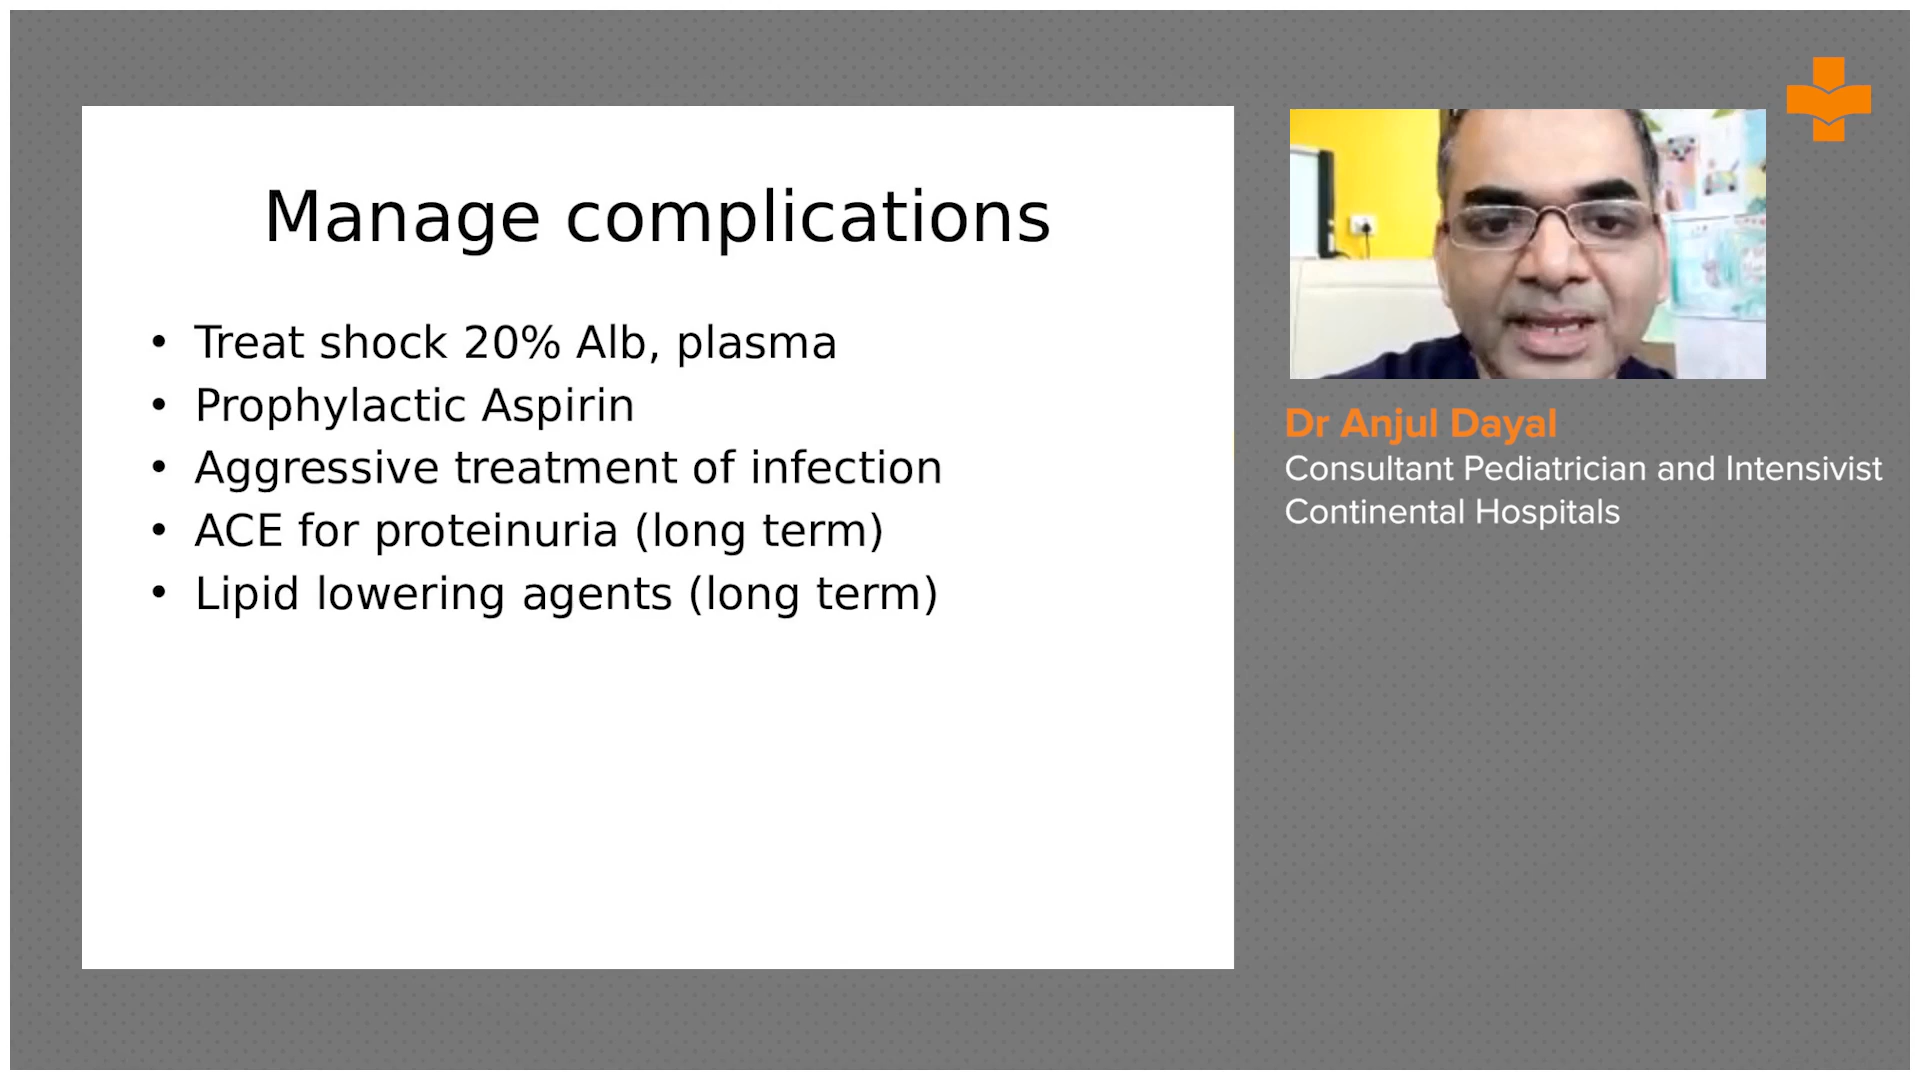 Manage complications
• Treat shock 20% Alb, plasma
• Prophylactic Aspirin
• Aggressive treatment of infection
• ACE for proteinuria (long term)
• Lipid lowering agents (long term)
Dr Anjul Dayal
Consultant Pediatrician and Intensivist
Continental Hospitals